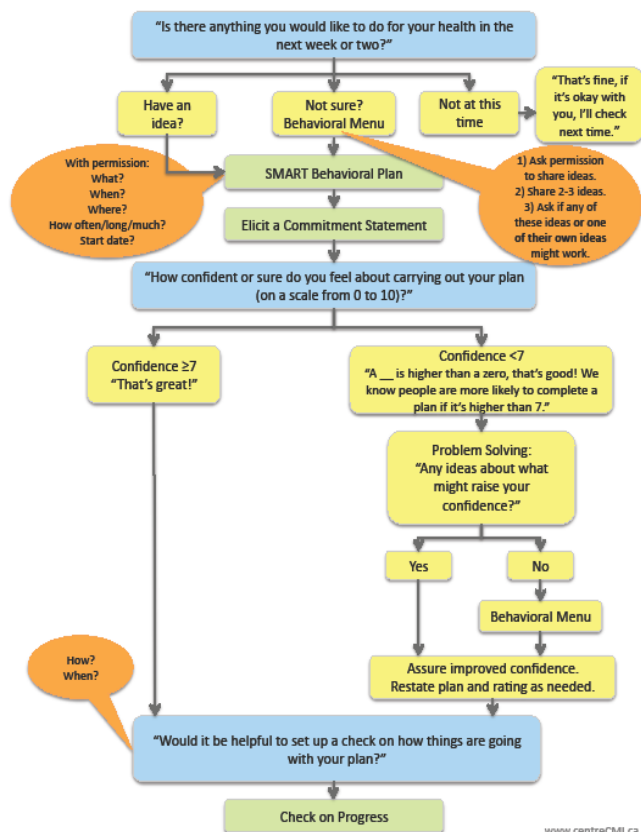 “Is there anything you would like to do for your health in the
next week or two?”
Have an
idea?
Not sure?
Behavioral Menu
Not at this
time
“That’s fine, if
it’s okay with
you, I’ll check
next time.”
With permission:
What?
When?
Where?
How often/long/much?
Start date?
SMART Behavioral Plan
1) Ask permission
to share ideas.
2) Share 2-3 ideas.
3) Ask if any of
these ideas or one
of their own ideas
might work.
Elicit a Commitment Statement
“How confident or sure do you feel about carrying out your plan
(on a scale from 0 to 10)?”
Confidence ≥7
“That’s great!”
Confidence <7
“A __ is higher than a zero, that’s good! We
know people are more likely to complete a
plan if it’s higher than 7.”
Problem Solving:
“Any ideas about what
might raise your
confidence?”
Yes
No
Behavioral Menu
Assure improved confidence.
Restate plan and rating as needed.
How?
When?
“Would it be helpful to set up a check on how things are going
with your plan?”
Check on Progress
www.centreCMI.ca